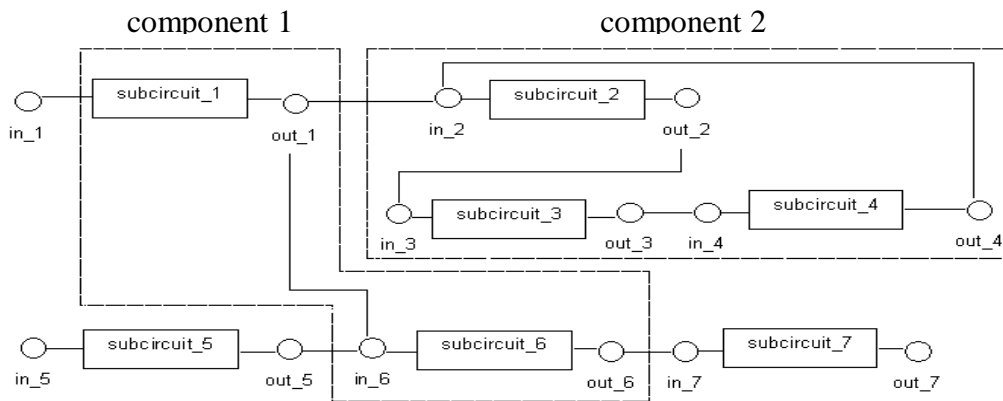 component 1
component 2
subcircuit_1
subcircuit_2
in_1
out_1
in_2
out_2
subcircuit_3
subcircuit_4
in_3
out_3
in_4
out_4
subcircuit_5
subcircuit_6
subcircuit_7
in_5
out_5
in_6
out_6
in_7
out_7